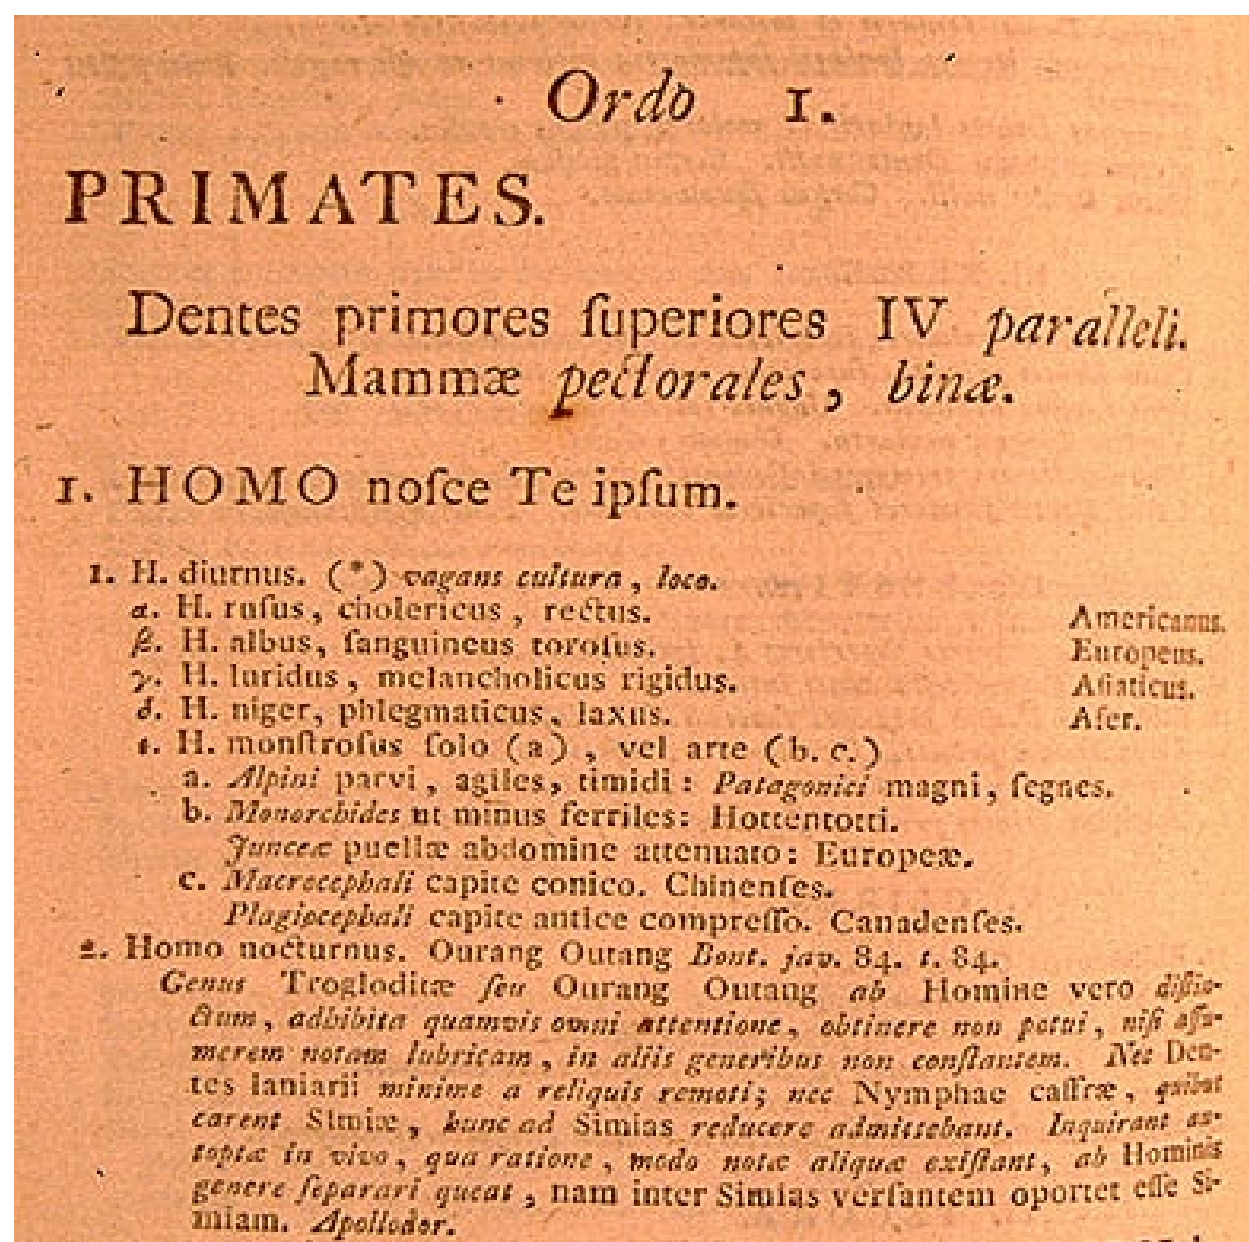 Ordo 1.
PRIMATES.
Dentes primores ſuperiores IV paralleli.
Mammæ pectorales, binæ.
1. HOMO noſce Te ipſum.
1. H. diurnus. (*) vagans cultura, loco.
α. H. rufus, cholericus, rectus. Americanus.
β. H. albus, ſanguineus toroſus. Europeus.
γ. H. luridus, melancholicus rigidus. Aſiaticus.
δ. H. niger, phlegmaticus, laxus. Afer.
ε. H. monſtroſus ſolo (a), vel arte (b. c.)
a. Alpini parvi, agiles, timidi: Patagonici magni, ſegnes.
b. Monorchides ut minus fertiles: Hottentotti.
Junceæ puellæ abdomine attenuato: Europeæ.
c. Macrocephali capite conico. Chinenſes.
Plagiocephali capite antice compreſſo. Canadenſes.
2. Homo nocturnus. Ourang Outang Bont. jav. 84. t. 84.
Genus Trogloditæ ſeu Ourang Outang ab Homine vero diſtin-
ctum, adhibita quamvis omni attentione, obtinere non potui, niſi aſſu-
merem notam lubricam, in aliis generibus non conſtantem. Nec Den-
tes laniarii minime a reliquis remoti; nec Nymphae caffræ, quibus
carent Simiæ, hunc ad Simias reducere admittebant. Inquirant au-
toptæ in vivo, qua ratione, modo notæ aliquæ exiſtant, ab Hominis
genere ſeparari queat, nam inter Simias verſantem oportet eſſe Si-
miam. Apollodor.